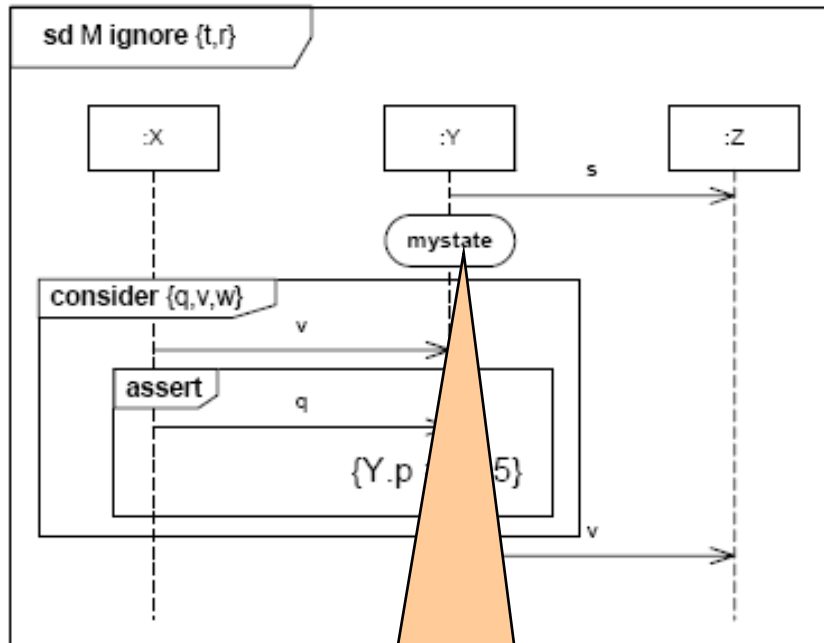 sd M ignore {t,r}
:X :Y :Z
s
mystate
consider {q,v,w}
v
assert
q
{Y.p 5}
v